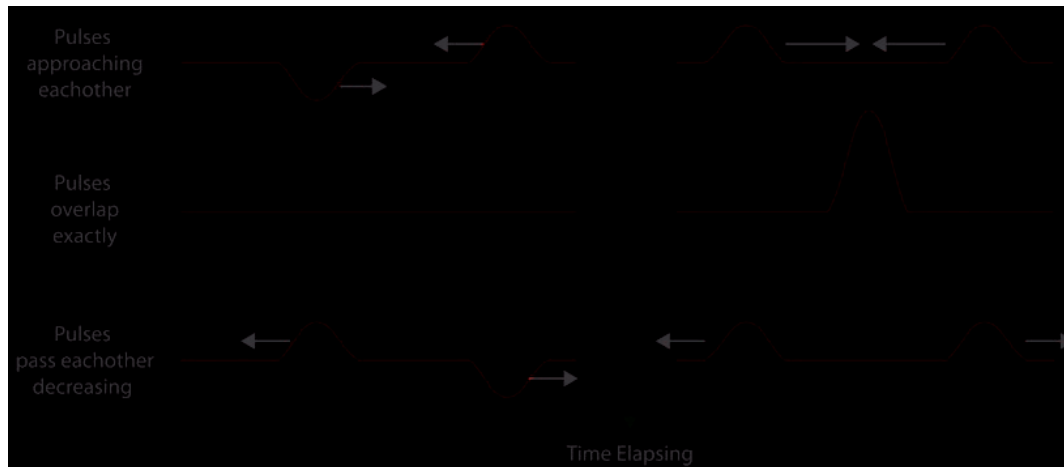 Pulses
approaching
eachother
Pulses
overlap
exactly
Pulses
pass eachother
decreasing
Time Elapsing